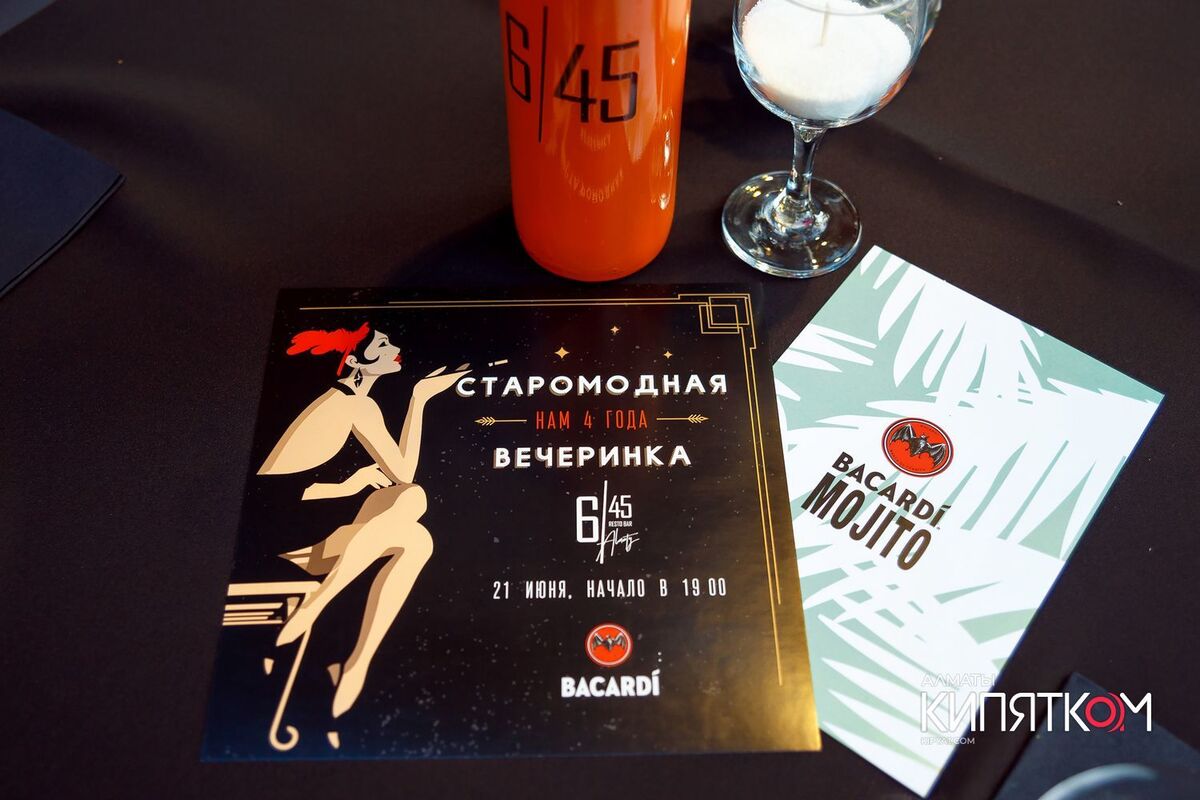 6/45
СТАРОМОДНАЯ
НАМ 4 ГОДА
ВЕЧЕРИНКА
6/45
RESTO BAR
Almaty
21 ИЮНЯ, НАЧАЛО В 19 00
BACARDÍ
BACARDÍ
MOJITO
АЛМАТЫ
КИПЯТКОМ